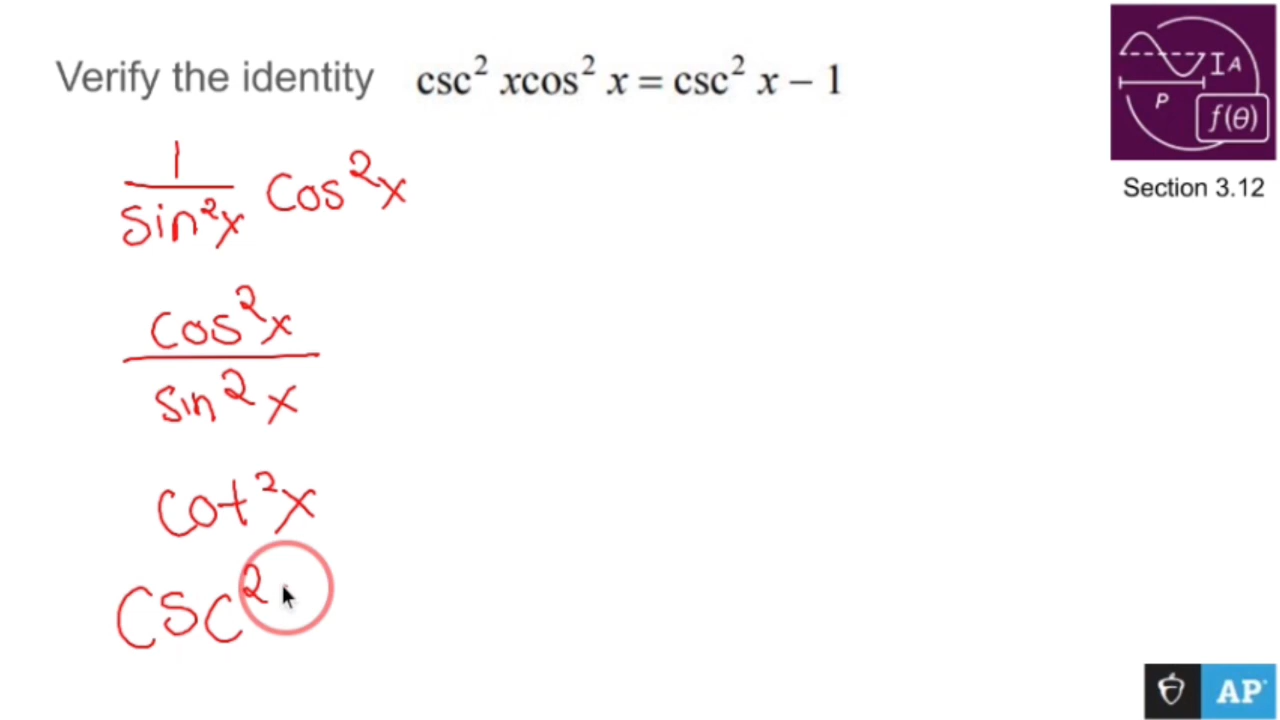 Verify the identity csc² xcos² x = csc² x – 1
I A
P
f(θ)
Section 3.12
1
sin²x cos²x
cos²x
sin²x
cot²x
csc²
AP